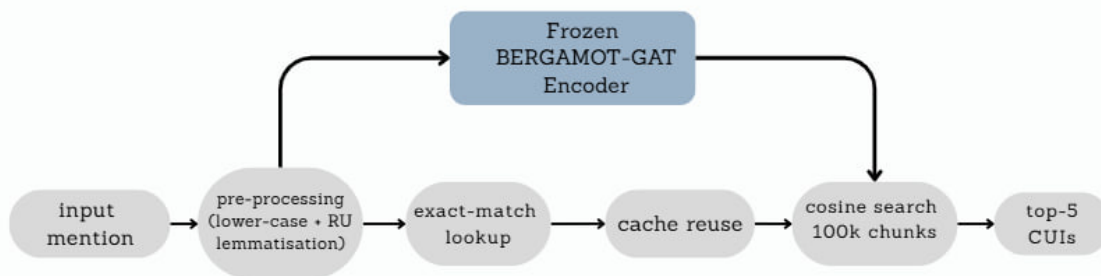 Frozen
BERGAMOT-GAT
Encoder
input
mention
pre-processing
(lower-case + RU
lemmatisation)
exact-match
lookup
cache reuse
cosine search
100k chunks
top-5
CUIs